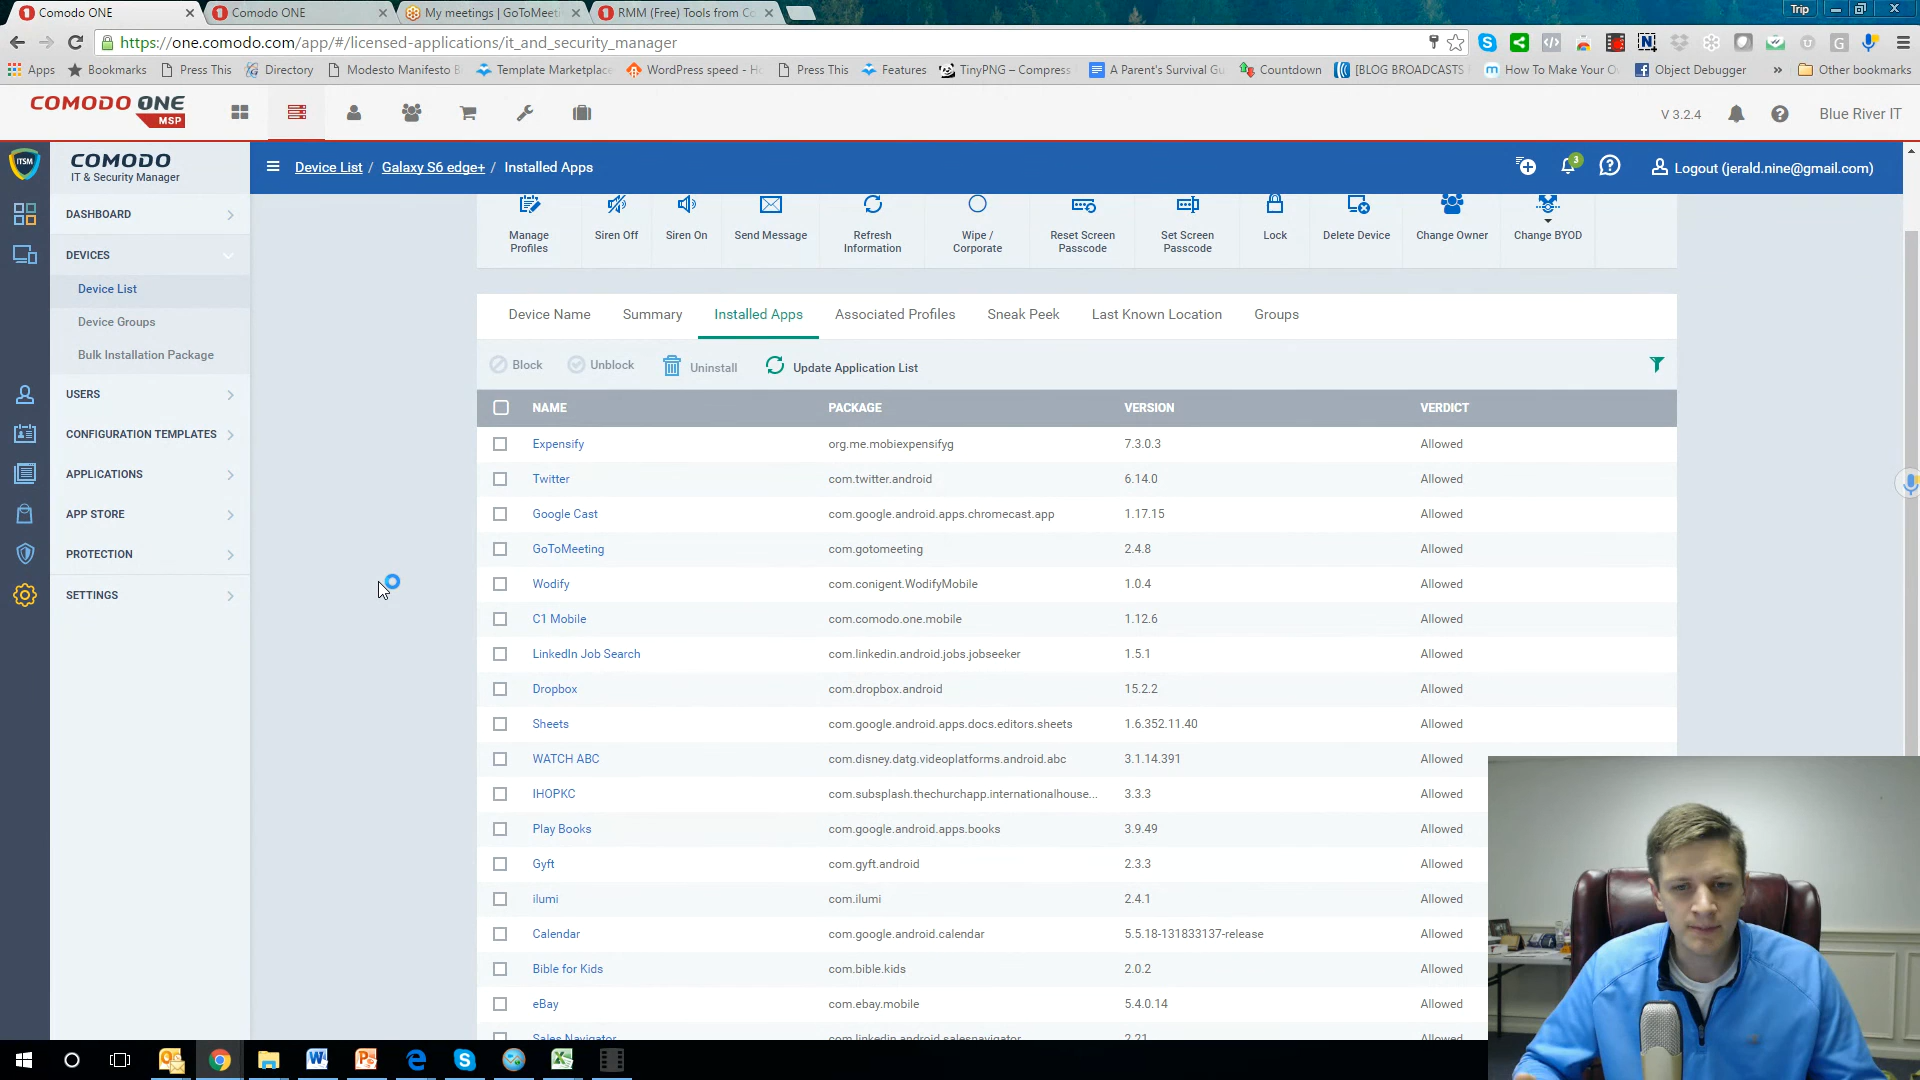 Comodo ONE
Comodo ONE
My meetings | GoToMeeti
RMM (Free) Tools from Co
Trip
https://one.comodo.com/app/#/licensed-applications/it_and_security_manager
Apps
Bookmarks
Press This
Directory
Modesto Manifesto B
Template Marketplace
WordPress speed - Ho
Press This
Features
TinyPNG – Compress
A Parent's Survival Gu
Countdown
[BLOG BROADCASTS
How To Make Your O
Object Debugger
»
Other bookmarks
COMODO ONE
MSP
V 3.2.4
Blue River IT
ITSM
COMODO
IT & Security Manager
Device List / Galaxy S6 edge+ / Installed Apps
3
Logout (jerald.nine@gmail.com)
DASHBOARD
DEVICES
Device List
Device Groups
Bulk Installation Package
USERS
CONFIGURATION TEMPLATES
APPLICATIONS
APP STORE
PROTECTION
SETTINGS
Manage Profiles
Siren Off
Siren On
Send Message
Refresh Information
Wipe / Corporate
Reset Screen Passcode
Set Screen Passcode
Lock
Delete Device
Change Owner
Change BYOD
Device Name
Summary
Installed Apps
Associated Profiles
Sneak Peek
Last Known Location
Groups
Block
Unblock
Uninstall
Update Application List
NAME PACKAGE VERSION VERDICT
Expensify org.me.mobiexpensifyg 7.3.0.3 Allowed
Twitter com.twitter.android 6.14.0 Allowed
Google Cast com.google.android.apps.chromecast.app 1.17.15 Allowed
GoToMeeting com.gotomeeting 2.4.8 Allowed
Wodify com.conigent.WodifyMobile 1.0.4 Allowed
C1 Mobile com.comodo.one.mobile 1.12.6 Allowed
LinkedIn Job Search com.linkedin.android.jobs.jobseeker 1.5.1 Allowed
Dropbox com.dropbox.android 15.2.2 Allowed
Sheets com.google.android.apps.docs.editors.sheets 1.6.352.11.40 Allowed
WATCH ABC com.disney.datg.videoplatforms.android.abc 3.1.14.391 Allowed
IHOPKC com.subsplash.thechurchapp.internationalhouse... 3.3.3 Allowed
Play Books com.google.android.apps.books 3.9.49 Allowed
Gyft com.gyft.android 2.3.3 Allowed
ilumi com.ilumi 2.4.1 Allowed
Calendar com.google.android.calendar 5.5.18-131833137-release Allowed
Bible for Kids com.bible.kids 2.0.2 Allowed
eBay com.ebay.mobile 5.4.0.14 Allowed
Sales Navigator com.linkedin.android.salesnavigator 2.21 Allowed